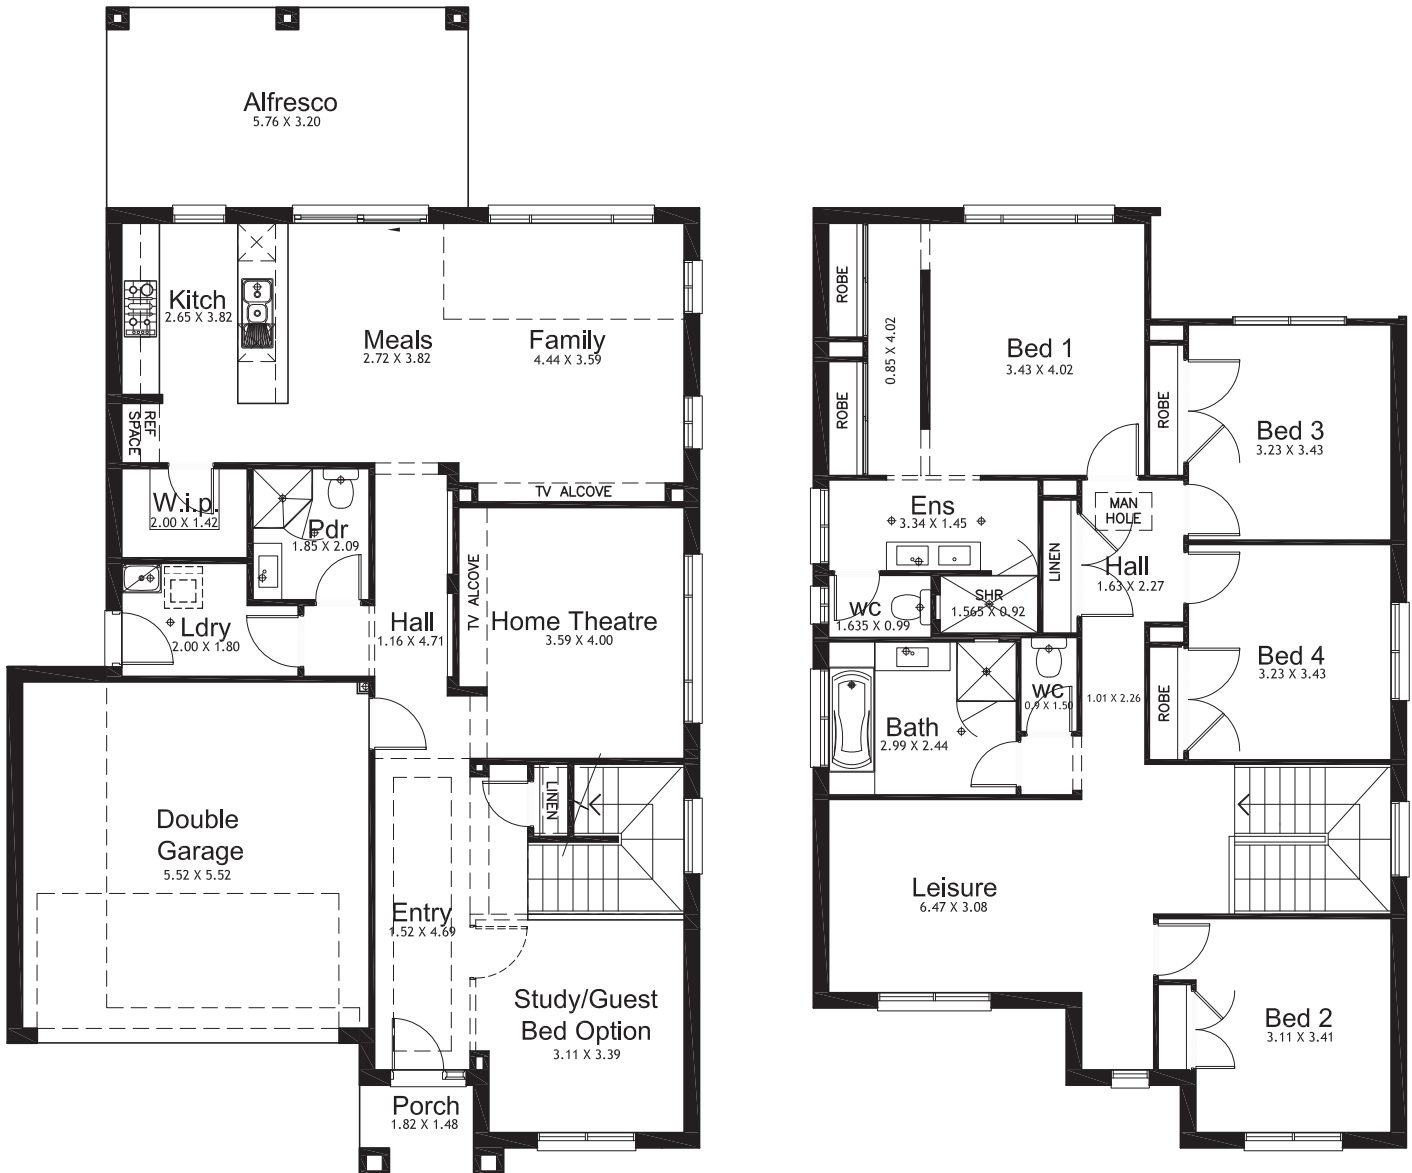 Alfresco
5.76 X 3.20
Kitch
2.65 X 3.82
Meals
2.72 X 3.82
Family
4.44 X 3.59
REF
SPACE
W.i.p.
2.00 X 1.42
Pdr
1.85 X 2.09
TV ALCOVE
TV ALCOVE
Ldry
2.00 X 1.80
Hall
1.16 X 4.71
Home Theatre
3.59 X 4.00
Double
Garage
5.52 X 5.52
LINEN
Entry
1.52 X 4.69
Study/Guest
Bed Option
3.11 X 3.39
Porch
1.82 X 1.48
ROBE
ROBE
0.85 X 4.02
Bed 1
3.43 X 4.02
ROBE
Bed 3
3.23 X 3.43
Ens
3.34 X 1.45
MAN
HOLE
LINEN
Hall
1.63 X 2.27
WC
1.635 X 0.99
SHR
1.565 X 0.92
Bed 4
3.23 X 3.43
ROBE
WC
0.9 X 1.50
1.01 X 2.26
Bath
2.99 X 2.44
Leisure
6.47 X 3.08
Bed 2
3.11 X 3.41